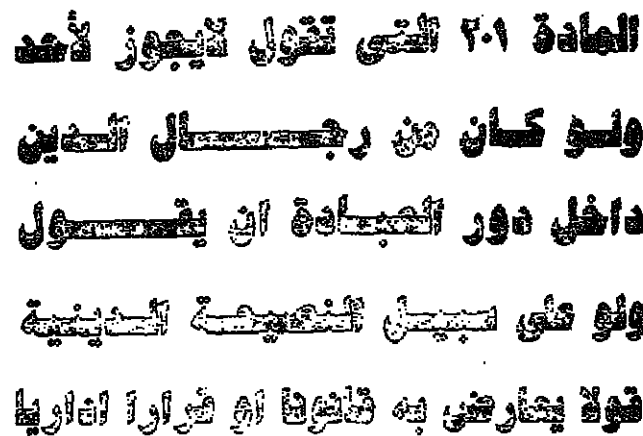 المادة ٢٠١ التى تقول لايجوز لأحد
ولو كان من رجال الدين
داخل دور العبادة ان يقول
ولو على سبيل النصيحة الدينية
قولا يعارض به قانونا او قرارا اداريا